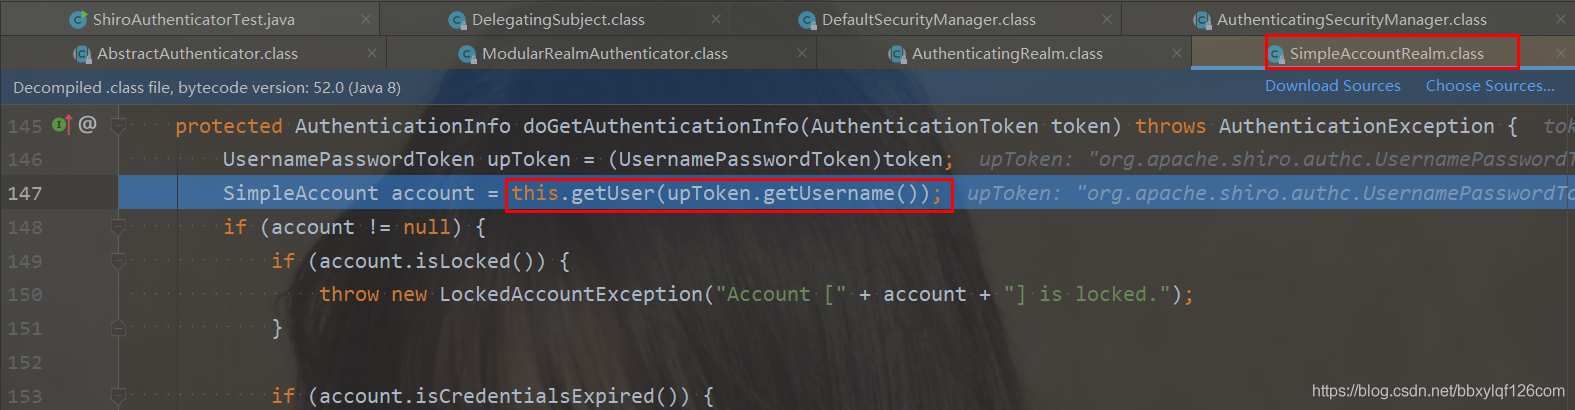 ShiroAuthenticatorTest.java DelegatingSubject.class DefaultSecurityManager.class AuthenticatingSecurityManager.class
AbstractAuthenticator.class ModularRealmAuthenticator.class AuthenticatingRealm.class SimpleAccountRealm.class
Decompiled .class file, bytecode version: 52.0 (Java 8) Download Sources Choose Sources...
145 @ protected AuthenticationInfo doGetAuthenticationInfo(AuthenticationToken token) throws AuthenticationException { tok
146 UsernamePasswordToken upToken = (UsernamePasswordToken)token; upToken: "org.apache.shiro.authc.UsernamePasswordT
147 SimpleAccount account = this.getUser(upToken.getUsername()); upToken: "org.apache.shiro.authc.UsernamePasswordTo
148 if (account != null) {
149 if (account.isLocked()) {
150 throw new LockedAccountException("Account [" + account + "] is locked.");
151 }
152
153 if (account.isCredentialsExpired()) {
https://blog.csdn.net/bbxylqf126com